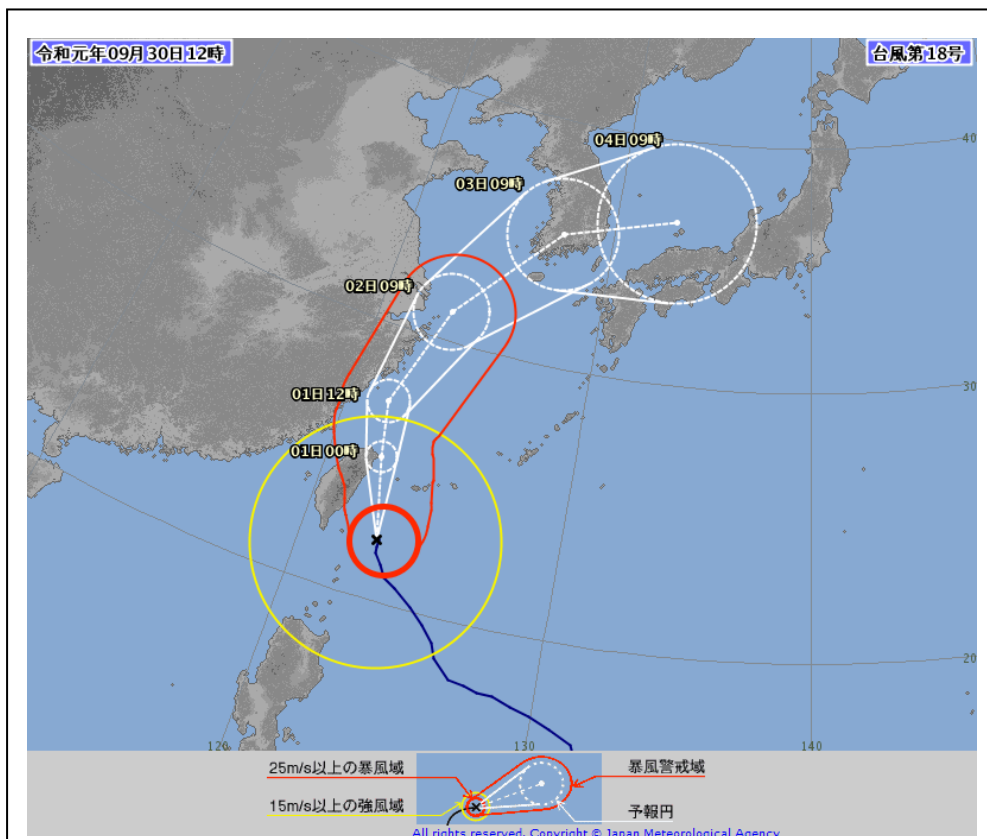 令和元年09月30日12時
台風第18号
04日09時
40
03日09時
02日09時
01日12時
30
01日00時
20
120
130
140
25m/s以上の暴風域
暴風警戒域
15m/s以上の強風域
予報円
All rights reserved. Copyright © Japan Meteorological Agency